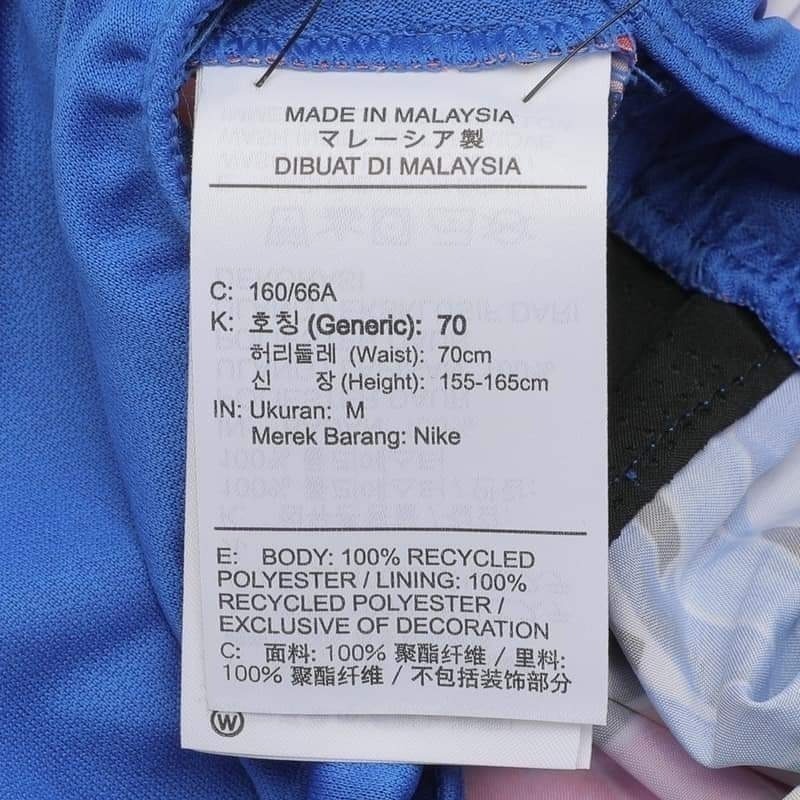 MADE IN MALAYSIA
マレーシア製
DIBUAT DI MALAYSIA
C: 160/66A
K: 호칭 (Generic): 70
허리둘레 (Waist): 70cm
신 장 (Height): 155-165cm
IN: Ukuran: M
Merek Barang: Nike
E: BODY: 100% RECYCLED
POLYESTER / LINING: 100%
RECYCLED POLYESTER /
EXCLUSIVE OF DECORATION
C: 面料: 100% 聚酯纤维 / 里料:
100% 聚酯纤维 / 不包括装饰部分
W